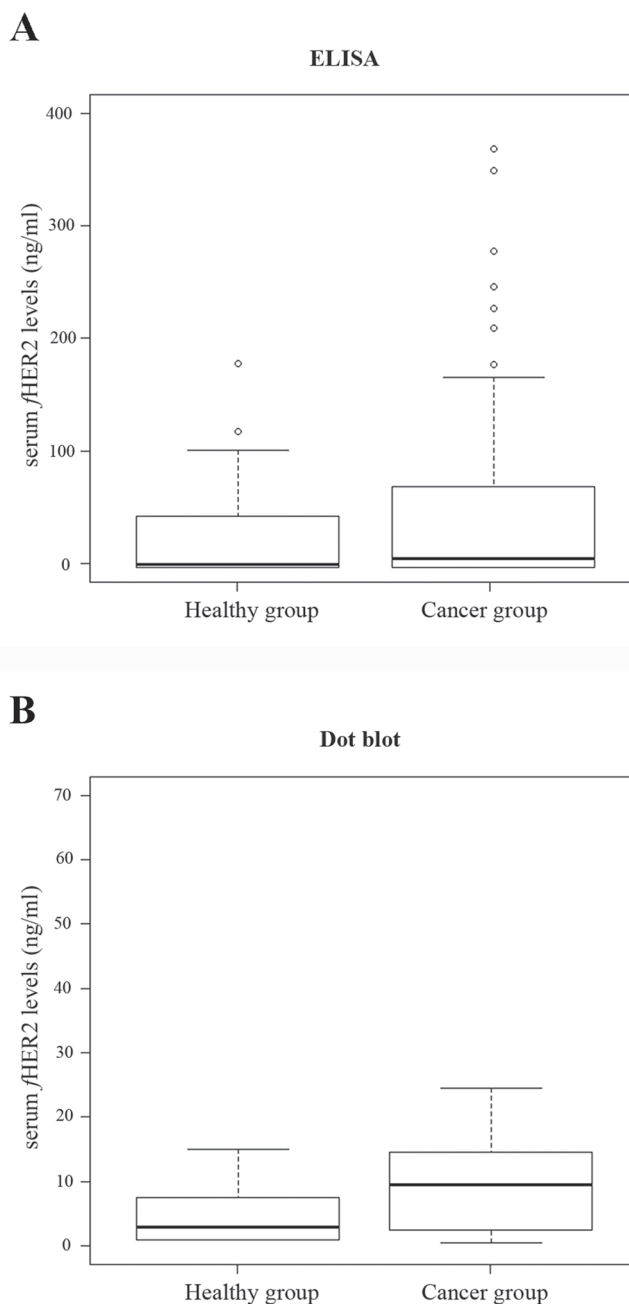 A
ELISA
serum fHER2 levels (ng/ml)
400
300
200
100
0
Healthy group
Cancer group
B
Dot blot
serum fHER2 levels (ng/ml)
70
60
50
40
30
20
10
0
Healthy group
Cancer group